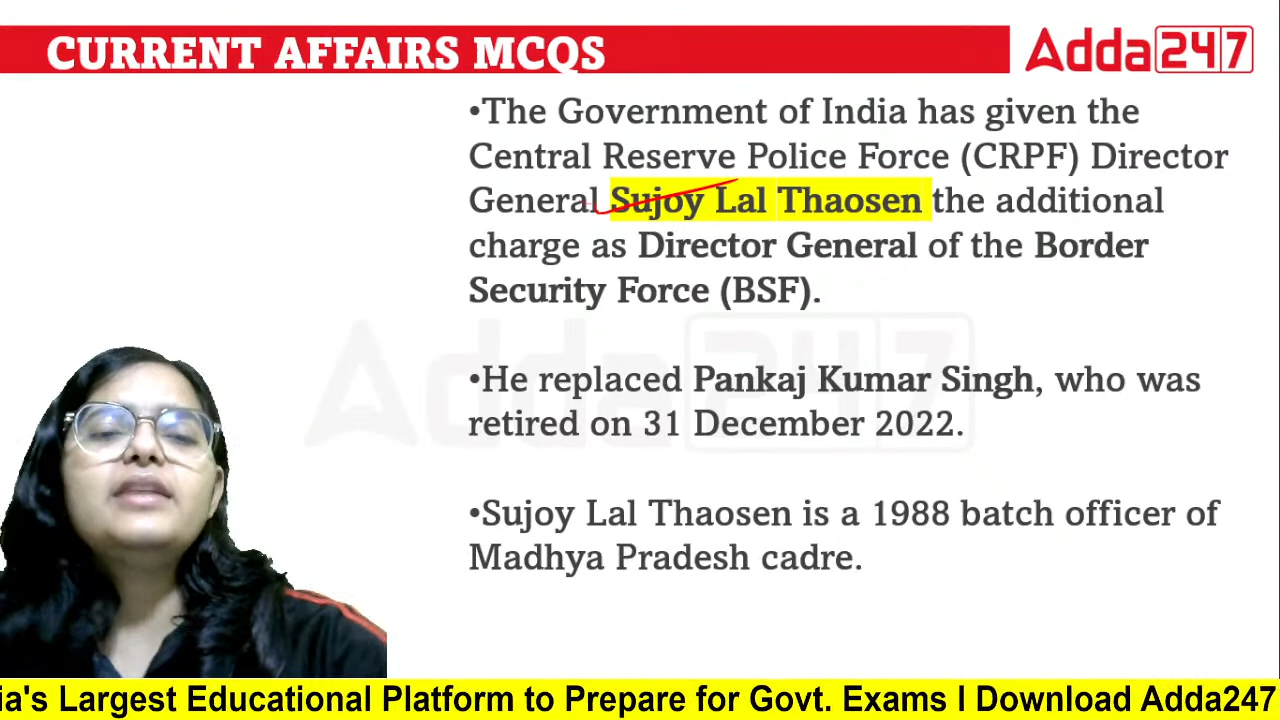 CURRENT AFFAIRS MCQS
Adda247
•The Government of India has given the
Central Reserve Police Force (CRPF) Director
General Sujoy Lal Thaosen the additional
charge as Director General of the Border
Security Force (BSF).
Adda247
•He replaced Pankaj Kumar Singh, who was
retired on 31 December 2022.
•Sujoy Lal Thaosen is a 1988 batch officer of
Madhya Pradesh cadre.
ia's Largest Educational Platform to Prepare for Govt. Exams I Download Adda247